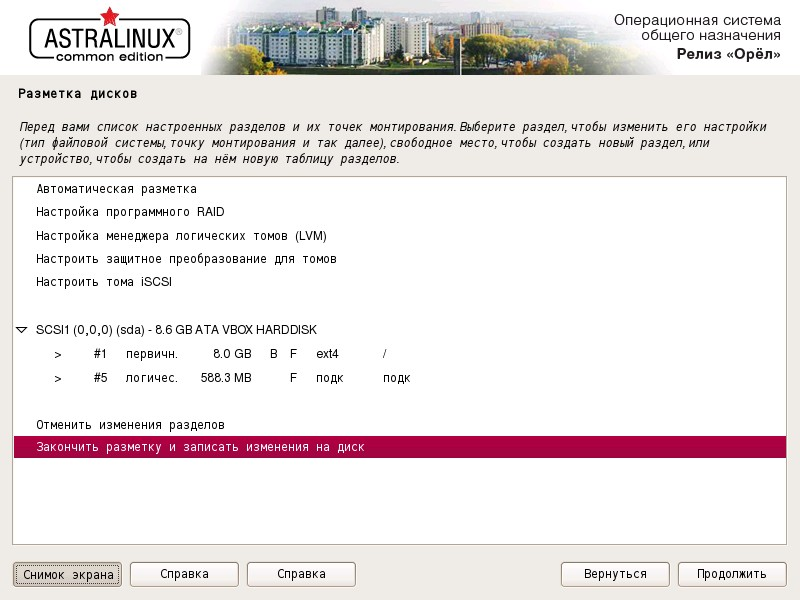 ASTRALINUX
common edition
Операционная система
общего назначения
Релиз «Орёл»
Разметка дисков
Перед вами список настроенных разделов и их точек монтирования. Выберите раздел, чтобы изменить его настройки
(тип файловой системы, точку монтирования и так далее), свободное место, чтобы создать новый раздел, или
устройство, чтобы создать на нём новую таблицу разделов.
Автоматическая разметка
Настройка программного RAID
Настройка менеджера логических томов (LVM)
Настроить защитное преобразование для томов
Настроить тома iSCSI
SCSI1 (0,0,0) (sda) - 8.6 GB ATA VBOX HARDDISK
> #1 первичн. 8.0 GB B F ext4 /
> #5 логичес. 588.3 MB F подк подк
Отменить изменения разделов
Закончить разметку и записать изменения на диск
Снимок экрана Справка Справка Вернуться Продолжить